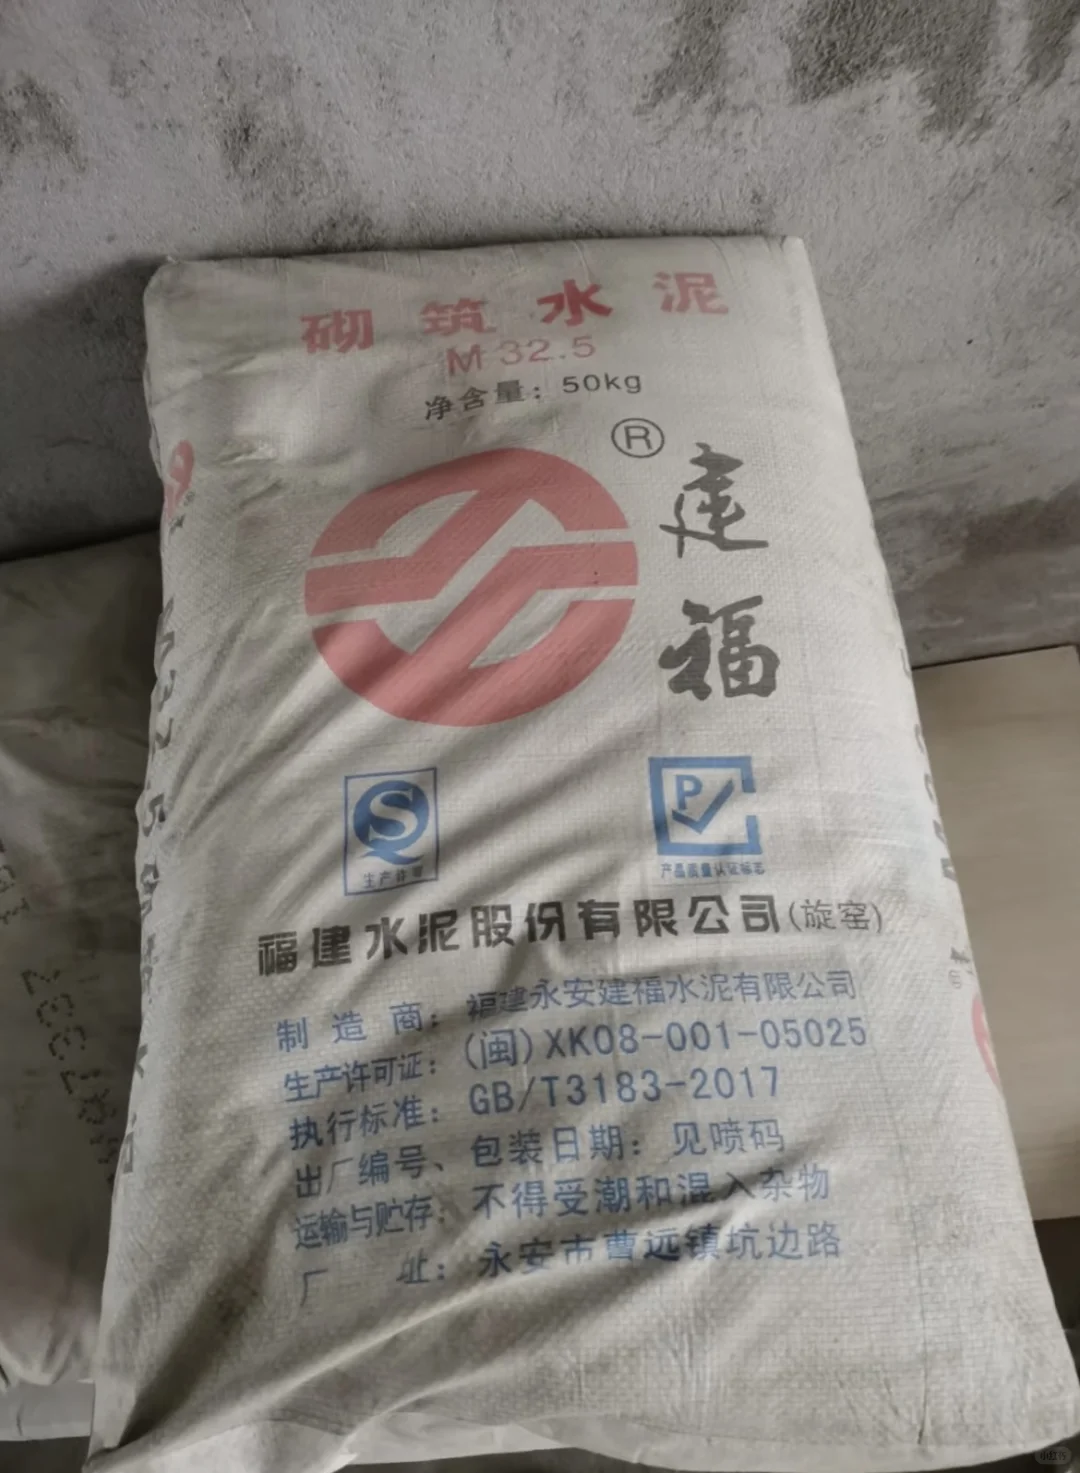 砌筑水泥
M 32.5
净含量：50kg
®
建福
S
生产许可
P
产品质量认证标志
福建水泥股份有限公司(旋窑)
制造商：福建永安建福水泥有限公司
生产许可证：(闽)XK08-001-05025
执行标准：GB/T3183-2017
出厂编号、包装日期：见喷码
运输与贮存：不得受潮和混入杂物
厂址：永安市曹远镇坑边路